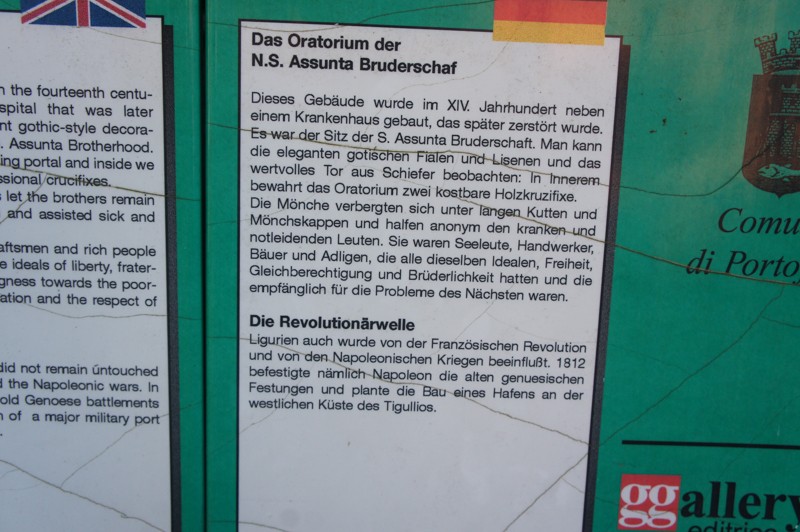 n the fourteenth centu-
spital that was later
nt gothic-style decora-
. Assunta Brotherhood.
ing portal and inside we
ssional crucifixes.
s let the brothers remain
and assisted sick and
aftsmen and rich people
e ideals of liberty, frater-
gness towards the poor-
ation and the respect of
did not remain untouched
d the Napoleonic wars. In
old Genoese battlements
n of a major military port
Das Oratorium der
N.S. Assunta Bruderschaf
Dieses Gebäude wurde im XIV. Jahrhundert neben
einem Krankenhaus gebaut, das später zerstört wurde.
Es war der Sitz der S. Assunta Bruderschaft. Man kann
die eleganten gotischen Fialen und Lisenen und das
wertvolles Tor aus Schiefer beobachten: In Innerem
bewahrt das Oratorium zwei kostbare Holzkruzifixe.
Die Mönche verbergten sich unter langen Kutten und
Mönchskappen und halfen anonym den kranken und
notleidenden Leuten. Sie waren Seeleute, Handwerker,
Bäuer und Adligen, die alle dieselben Idealen, Freiheit,
Gleichberechtigung und Brüderlichkeit hatten und die
empfänglich für die Probleme des Nächsten waren.
Die Revolutionärwelle
Ligurien auch wurde von der Französischen Revolution
und von den Napoleonischen Kriegen beeinflußt. 1812
befestigte nämlich Napoleon die alten genuesischen
Festungen und plante die Bau eines Hafens an der
westlichen Küste des Tigullios.
Comu
di Porto
ggallery
editrice